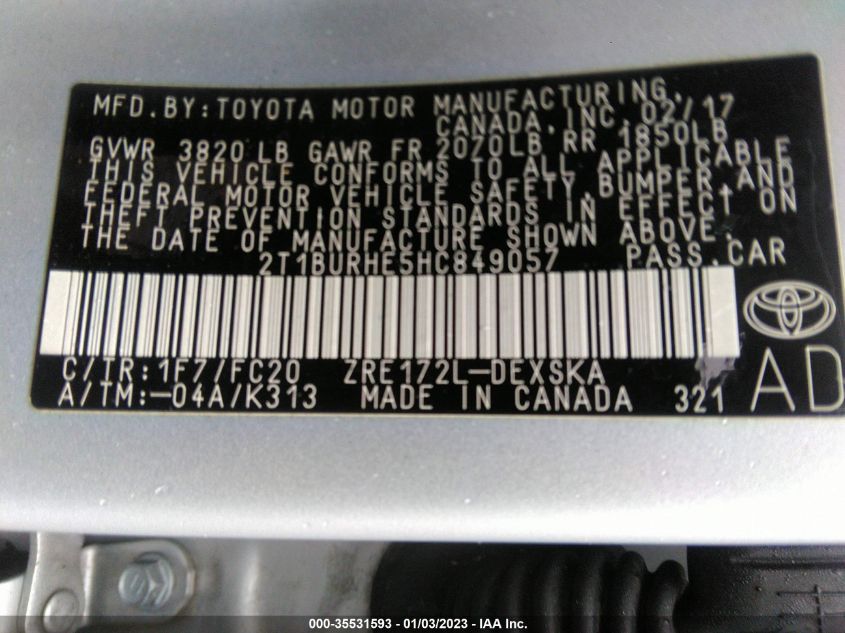 MFD.BY:TOYOTA MOTOR MANUFACTURING,
CANADA,INC. 02/17
GVWR 3820 LB GAWR FR 2070LB RR 1850LB
THIS VEHICLE CONFORMS TO ALL APPLICABLE
FEDERAL MOTOR VEHICLE SAFETY,BUMPER,AND
THEFT PREVENTION STANDARDS IN EFFECT ON
THE DATE OF MANUFACTURE SHOWN ABOVE.
2T1BURHE5HC849057 PASS.CAR
C/TR:1F7/FC20 ZRE172L-DEXSKA
A/TM:-04A/K313 MADE IN CANADA 321
AD
000-35531593 - 01/03/2023 - IAA Inc.